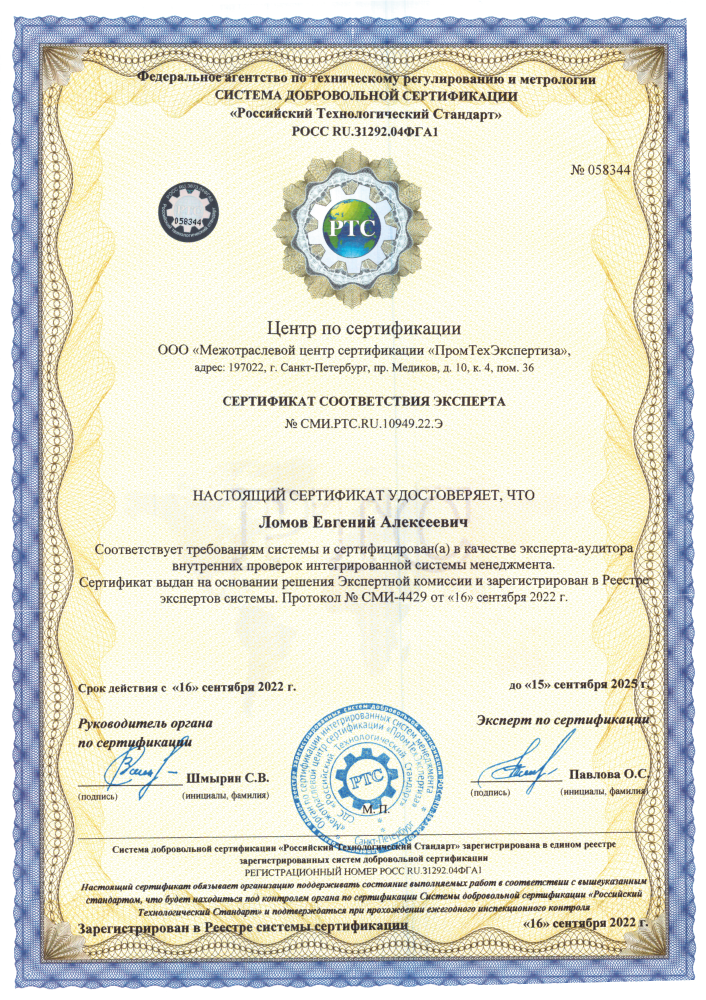 Федеральное агентство по техническому регулированию и метрологии
СИСТЕМА ДОБРОВОЛЬНОЙ СЕРТИФИКАЦИИ
«Российский Технологический Стандарт»
РОСС RU.31292.04ФГА1
№ 058344
058344
РТС
Центр по сертификации
ООО «Межотраслевой центр сертификации «ПромТехЭкспертиза»,
адрес: 197022, г. Санкт-Петербург, пр. Медиков, д. 10, к. 4, пом. 36
СЕРТИФИКАТ СООТВЕТСТВИЯ ЭКСПЕРТА
№ СМИ.РТС.RU.10949.22.Э
НАСТОЯЩИЙ СЕРТИФИКАТ УДОСТОВЕРЯЕТ, ЧТО
Ломов Евгений Алексеевич
Соответствует требованиям системы и сертифицирован(а) в качестве эксперта-аудитора
внутренних проверок интегрированной системы менеджмента.
Сертификат выдан на основании решения Экспертной комиссии и зарегистрирован в Реестре
экспертов системы. Протокол № СМИ-4429 от «16» сентября 2022 г.
Срок действия с «16» сентября 2022 г.
до «15» сентября 2025 г.
Руководитель органа
по сертификации
Эксперт по сертификации
Шмырин С.В.
Павлова О.С.
(подпись)
(инициалы, фамилия)
(подпись)
(инициалы, фамилия)
РТС
СДС «Российский Технологический Стандарт»
Санкт-Петербург
М. П.
Система добровольной сертификации «Российский Технологический Стандарт» зарегистрирована в едином реестре
зарегистрированных систем добровольной сертификации
РЕГИСТРАЦИОННЫЙ НОМЕР РОСС RU.31292.04ФГА1
Настоящий сертификат обязывает организацию поддерживать состояние выполняемых работ в соответствии с вышеуказанным
стандартом, что будет находиться под контролем органа по сертификации Системы добровольной сертификации «Российский
Технологический Стандарт» и подтверждаться при прохождении ежегодного инспекционного контроля
Зарегистрирован в Реестре системы сертификации
«16» сентября 2022 г.